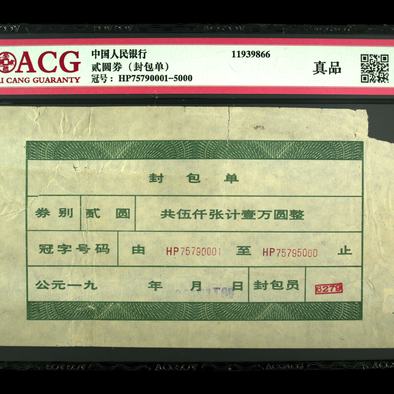 ACG
AI CANG GUARANTY
中国人民银行
贰圆券（封包单）
冠号：HP75790001-5000
11939866
真品
封包单
券别 贰圆 共伍仟张计壹万圆整
冠字号码 由 HP75790001 至 HP75795000 止
公元一九 年 月 日 封包员